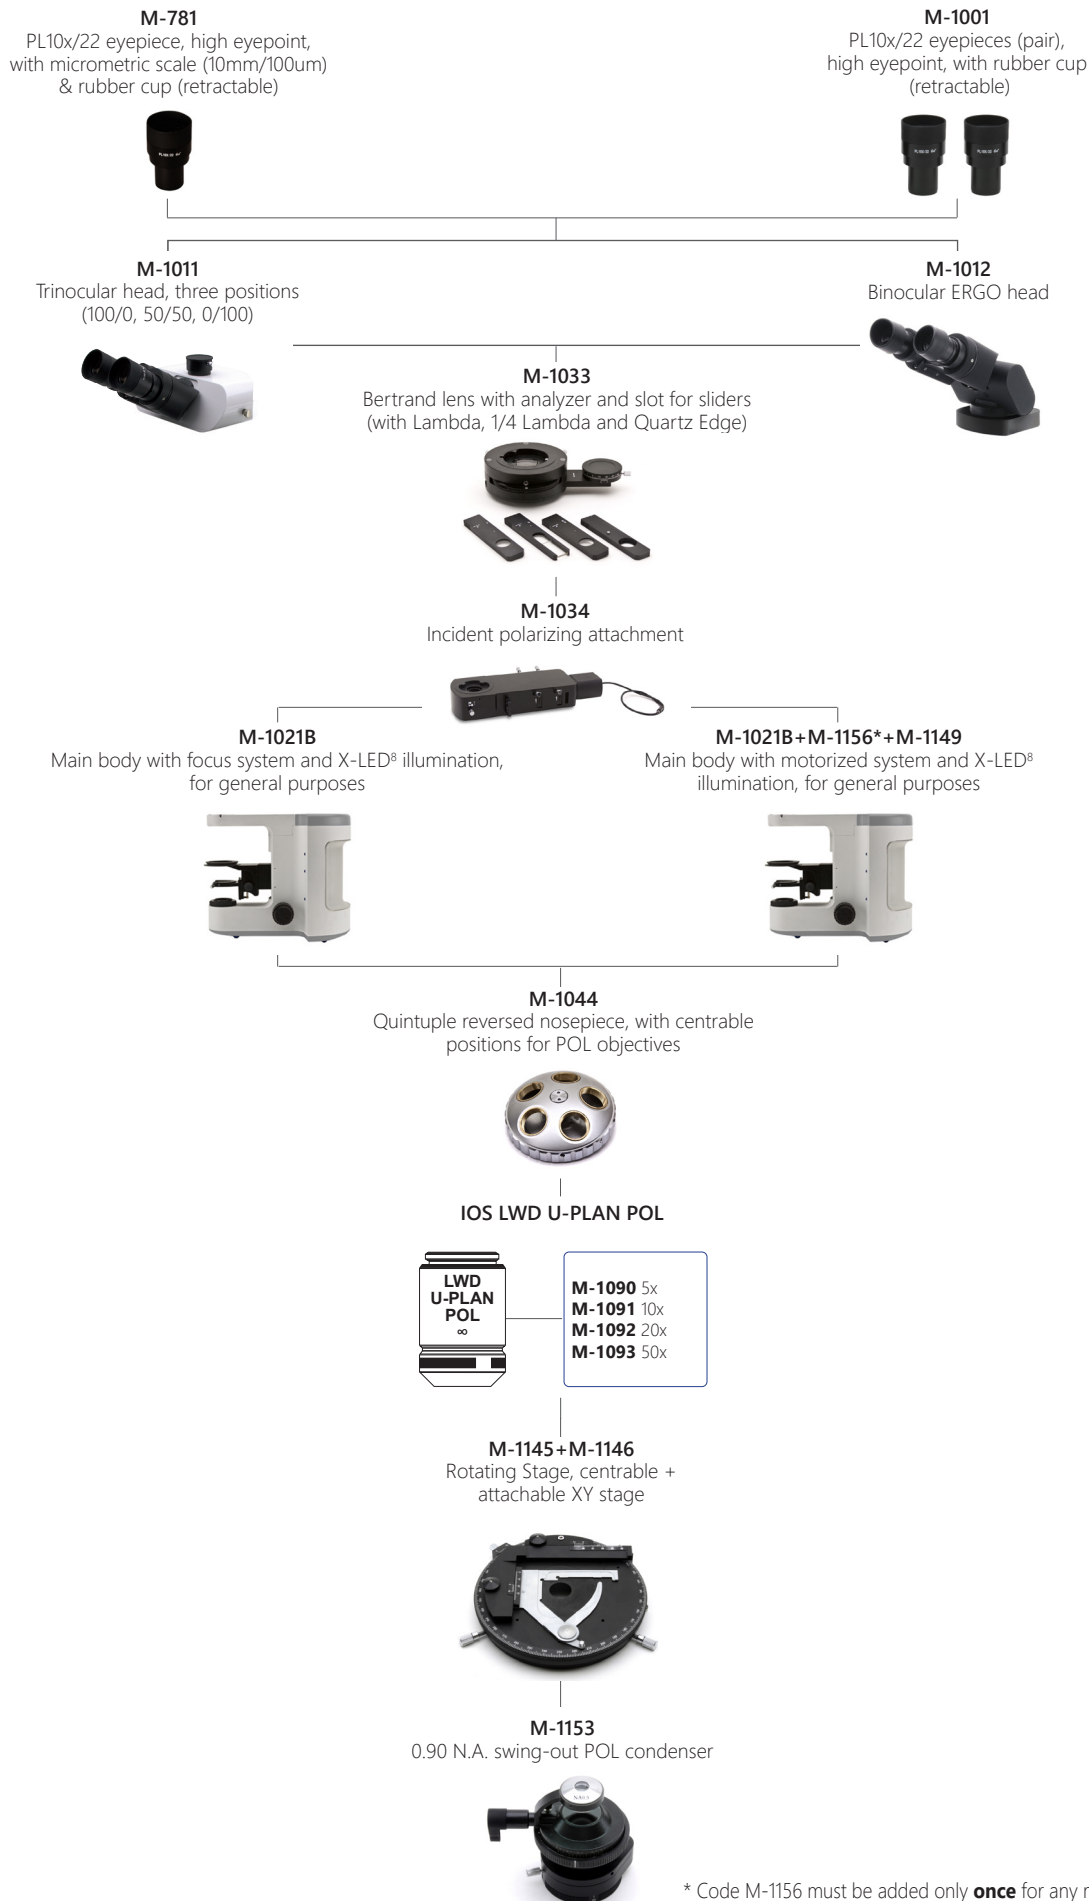 M-781
PL10x/22 eyepiece, high eyepoint,
with micrometric scale (10mm/100um)
& rubber cup (retractable)
M-1001
PL10x/22 eyepieces (pair),
high eyepoint, with rubber cup
(retractable)
M-1011
Trinocular head, three positions
(100/0, 50/50, 0/100)
M-1012
Binocular ERGO head
M-1033
Bertrand lens with analyzer and slot for sliders
(with Lambda, 1/4 Lambda and Quartz Edge)
M-1034
Incident polarizing attachment
M-1021B
Main body with focus system and X-LED⁸ illumination,
for general purposes
M-1021B+M-1156*+M-1149
Main body with motorized system and X-LED⁸
illumination, for general purposes
M-1044
Quintuple reversed nosepiece, with centrable
positions for POL objectives
IOS LWD U-PLAN POL
LWD
U-PLAN
POL
∞
M-1090 5x
M-1091 10x
M-1092 20x
M-1093 50x
M-1145+M-1146
Rotating Stage, centrable +
attachable XY stage
M-1153
0.90 N.A. swing-out POL condenser
* Code M-1156 must be added only once for any